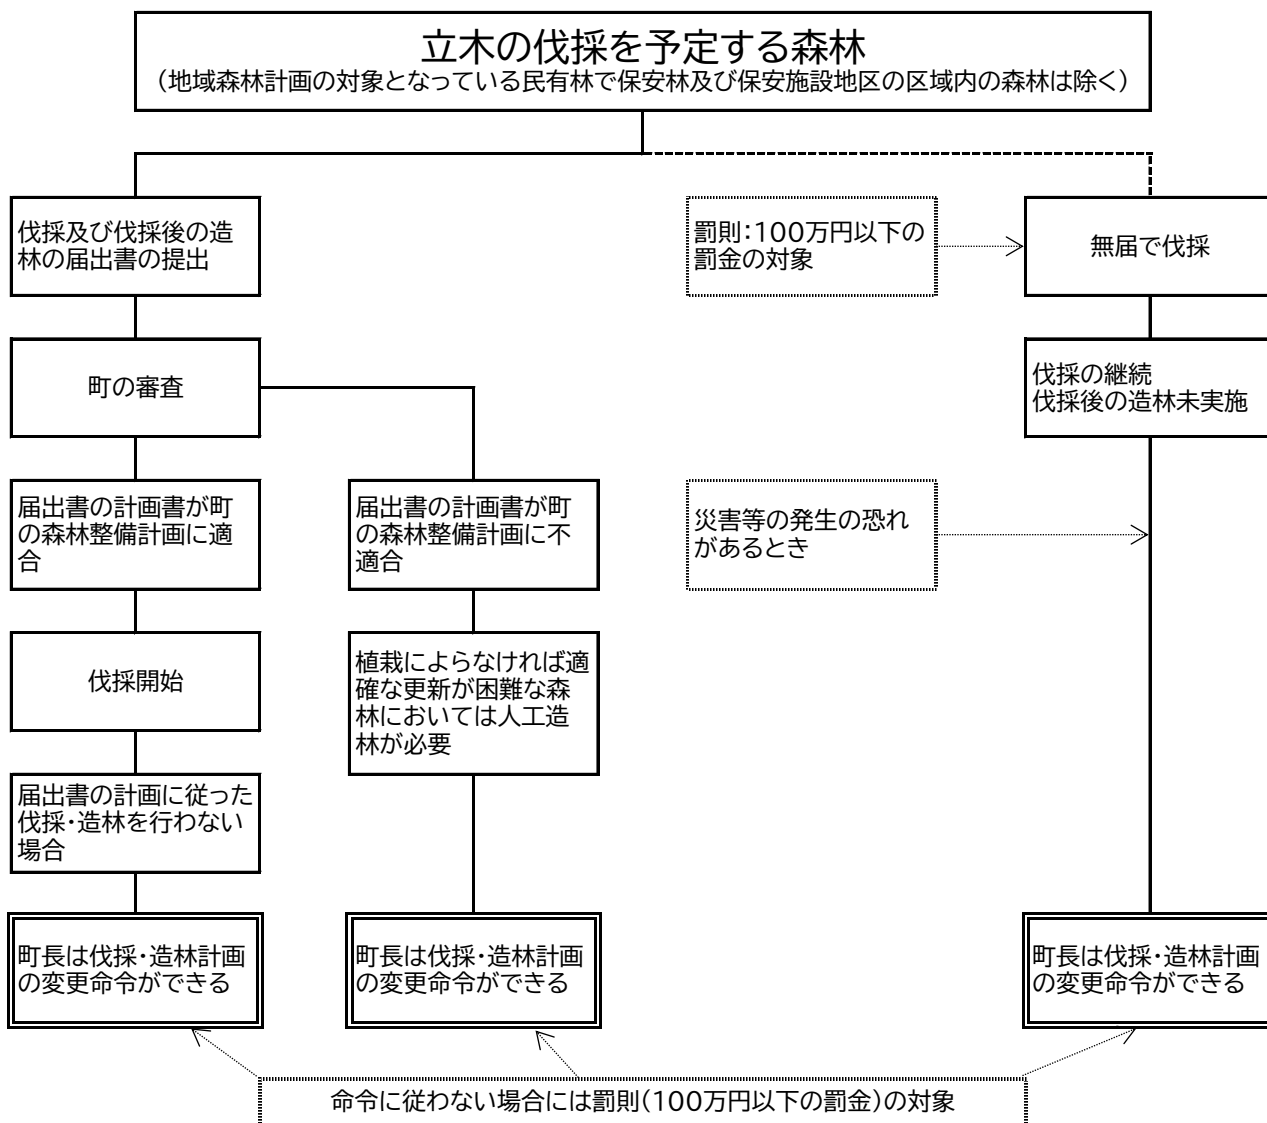 立木の伐採を予定する森林
（地域森林計画の対象となっている民有林で保安林及び保安施設地区の区域内の森林は除く）
伐採及び伐採後の造
林の届出書の提出
罰則：100万円以下の
罰金の対象
無届で伐採
町の審査
伐採の継続
伐採後の造林未実施
届出書の計画書が町
の森林整備計画に適
合
届出書の計画書が町
の森林整備計画に不
適合
災害等の発生の恐れ
があるとき
伐採開始
植栽によらなければ適
確な更新が困難な森
林においては人工造
林が必要
届出書の計画に従った
伐採・造林を行わない
場合
町長は伐採・造林計画
の変更命令ができる
町長は伐採・造林計画
の変更命令ができる
町長は伐採・造林計画
の変更命令ができる
命令に従わない場合には罰則（100万円以下の罰金）の対象